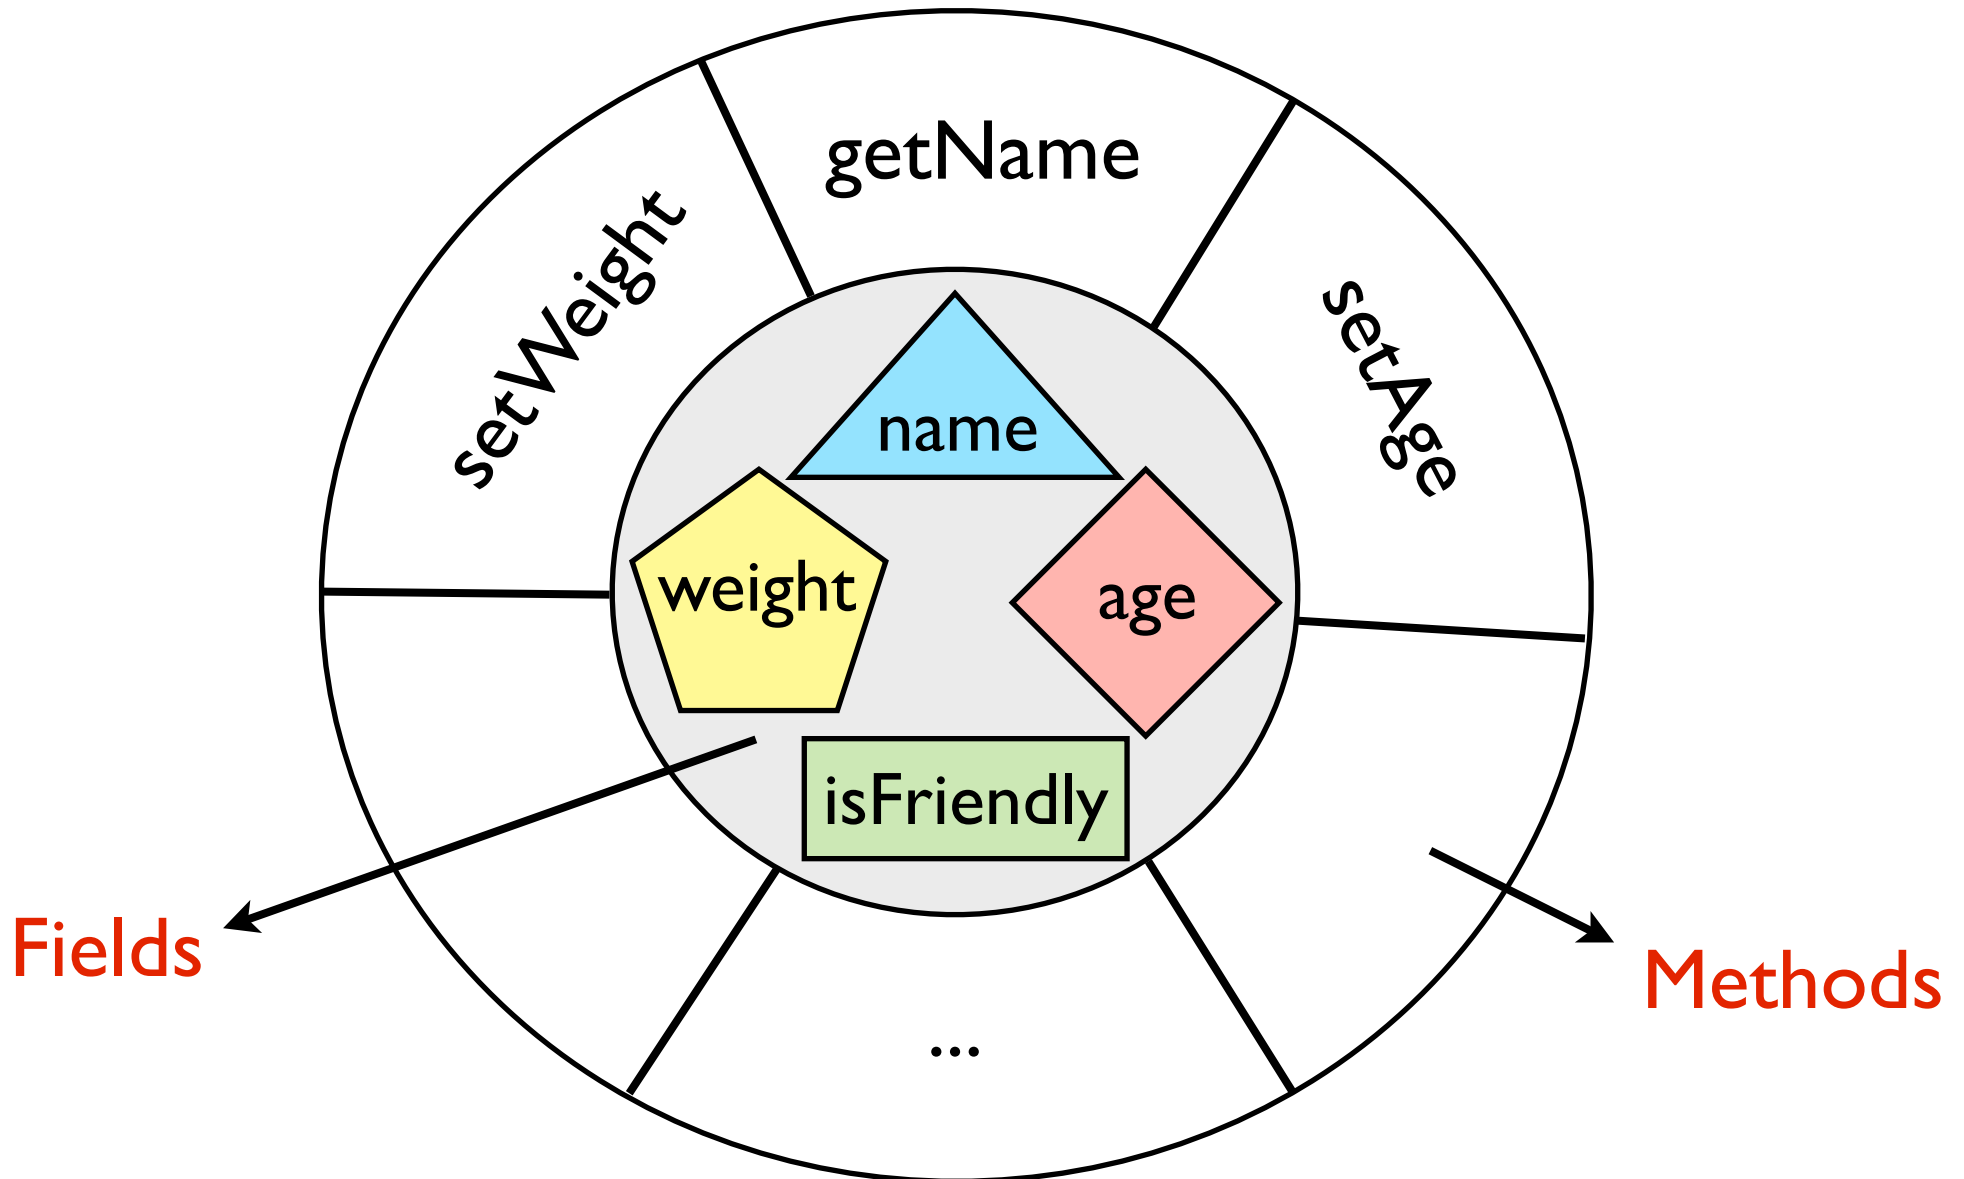 getName
setWeight
setAge
name
weight
age
isFriendly
Fields
Methods
...